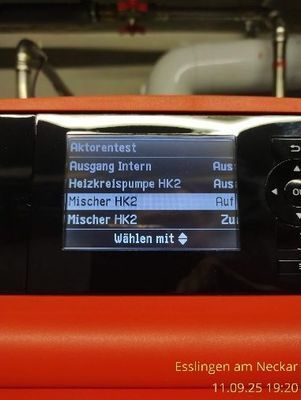 Aktorentest
Ausgang Intern Aus
Heizkreispumpe HK2 Aus
Mischer HK2 Auf
Mischer HK2 Zu
Wählen mit
Esslingen am Neckar
11.09.25 19:20